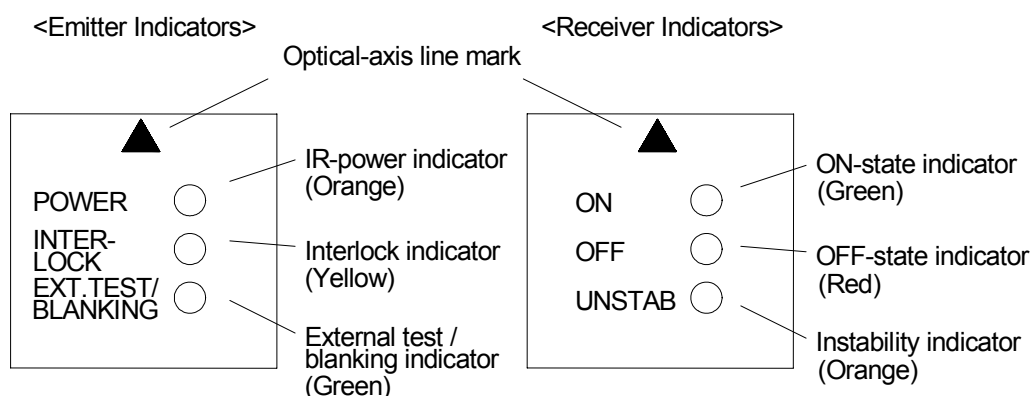 <Emitter Indicators>
<Receiver Indicators>
Optical-axis line mark
POWER
INTER-
LOCK
EXT.TEST/
BLANKING
IR-power indicator
(Orange)
Interlock indicator
(Yellow)
External test /
blanking indicator
(Green)
ON
OFF
UNSTAB
ON-state indicator
(Green)
OFF-state indicator
(Red)
Instability indicator
(Orange)